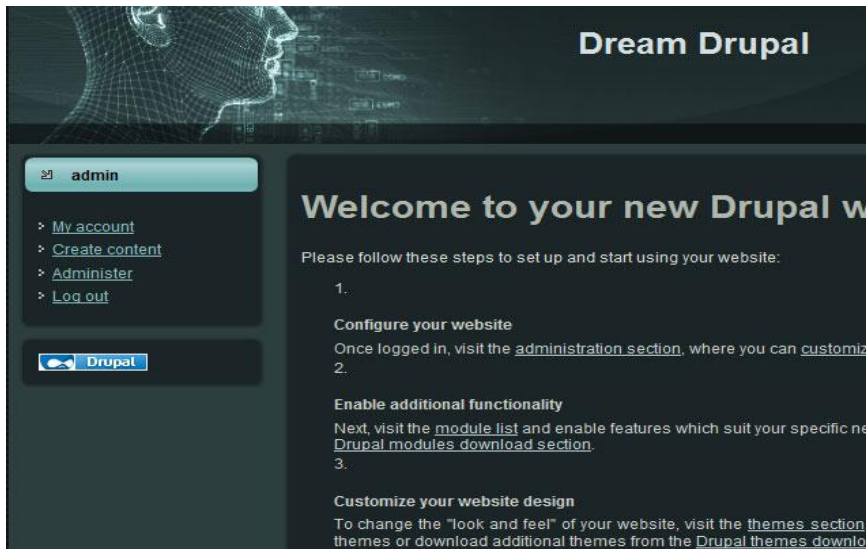 Dream Drupal
admin
My account
Create content
Administer
Log out
Drupal
Welcome to your new Drupal w
Please follow these steps to set up and start using your website:
1.
Configure your website
Once logged in, visit the administration section, where you can customiz
2.
Enable additional functionality
Next, visit the module list and enable features which suit your specific ne
Drupal modules download section.
3.
Customize your website design
To change the "look and feel" of your website, visit the themes section
themes or download additional themes from the Drupal themes downlo